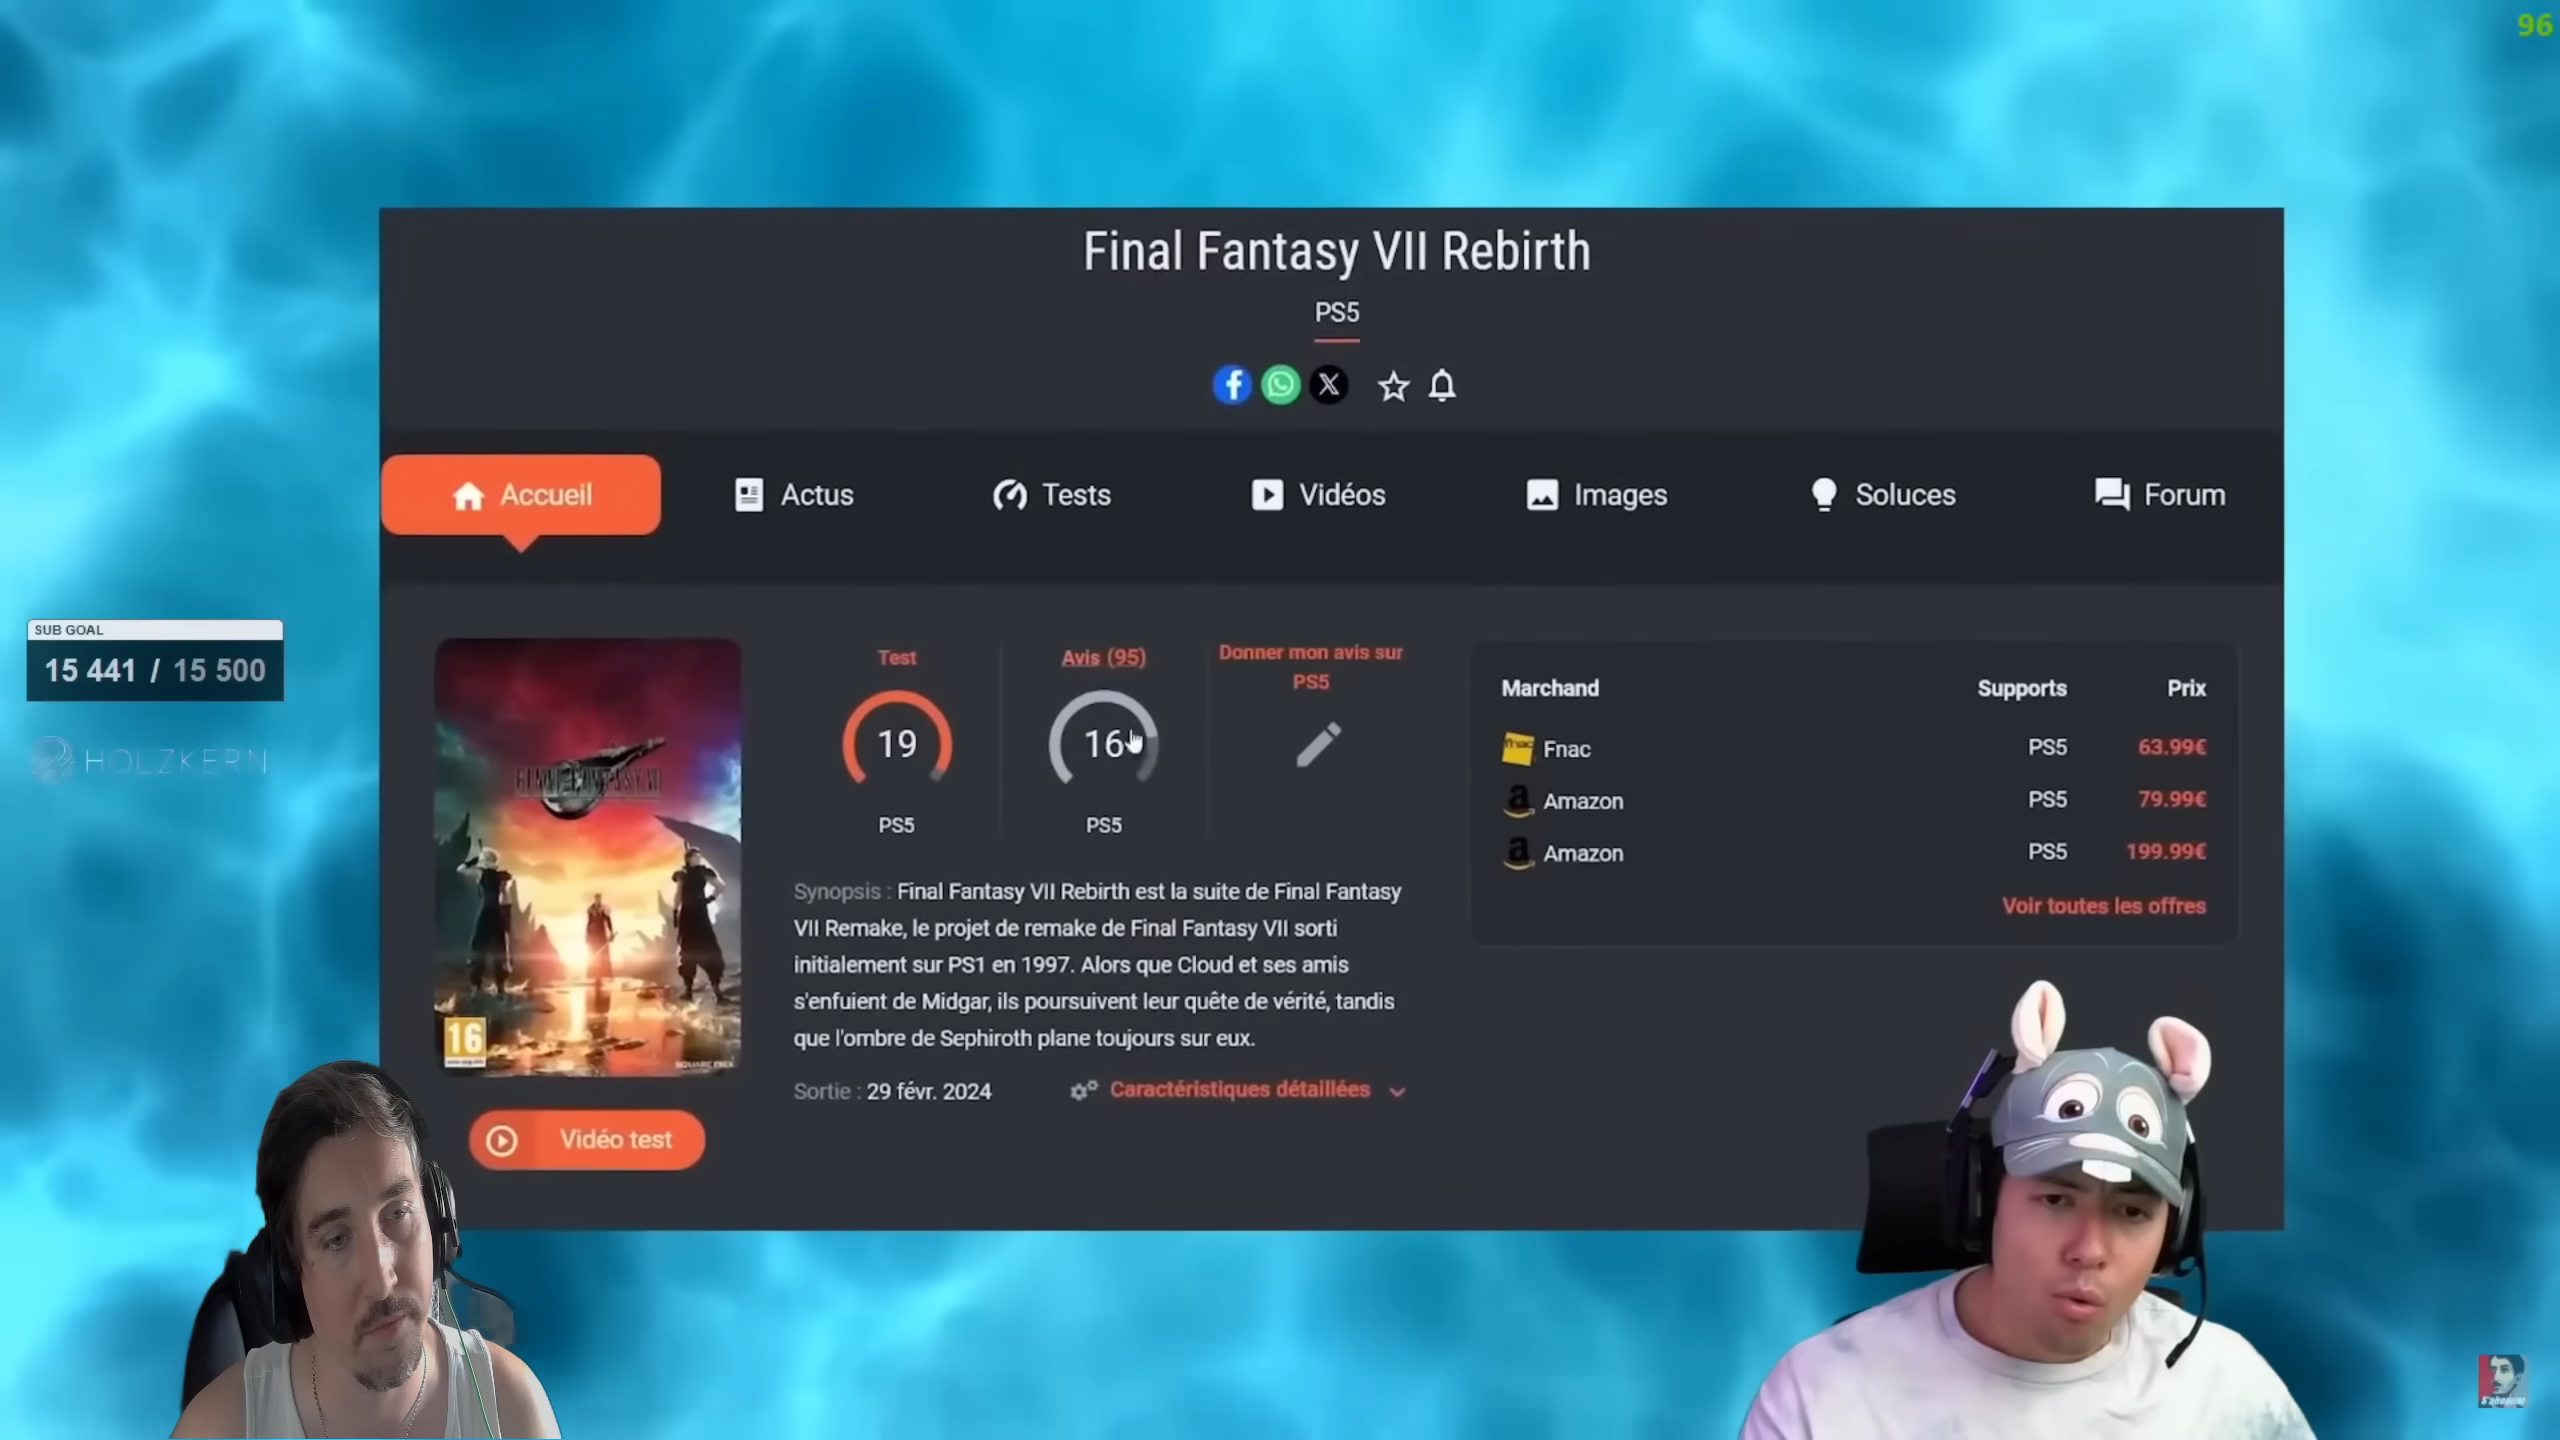 96
Final Fantasy VII Rebirth
PS5
Accueil
Actus
Tests
Vidéos
Images
Soluces
Forum
SUB GOAL
15 441 / 15 500
HOLZKERN
FINAL FANTASY VII
16
Vidéo test
Test
19
PS5
Avis (95)
16
PS5
Donner mon avis sur
PS5
Synopsis : Final Fantasy VII Rebirth est la suite de Final Fantasy
VII Remake, le projet de remake de Final Fantasy VII sorti
initialement sur PS1 en 1997. Alors que Cloud et ses amis
s'enfuient de Midgar, ils poursuivent leur quête de vérité, tandis
que l'ombre de Sephiroth plane toujours sur eux.
Sortie : 29 févr. 2024
Caractéristiques détaillées
Marchand Supports Prix
Fnac PS5 63.99€
Amazon PS5 79.99€
Amazon PS5 199.99€
Voir toutes les offres